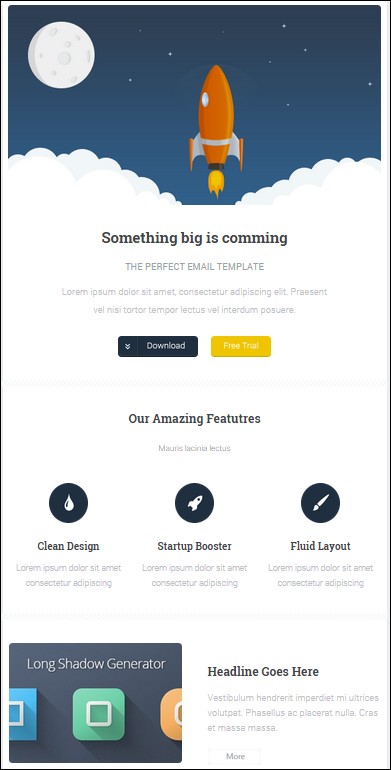 Something big is comming
THE PERFECT EMAIL TEMPLATE
Lorem ipsum dolor sit amet, consectetur adipiscing elit. Praesent
vel nisi tortor tempor lectus vel interdum posuere.
Download
Free Trial
Our Amazing Featutres
Mauris lacinia lectus
Clean Design
Lorem ipsum dolor sit amet
consectetur adipiscing
Startup Booster
Lorem ipsum dolor sit amet
consectetur adipiscing
Fluid Layout
Lorem ipsum dolor sit amet
consectetur adipiscing
Long Shadow Generator
Headline Goes Here
Vestibulum hendrerit imperdiet mi ultrices
volutpat. Phasellus ac placerat nulla. Cras
et massa massa.
More